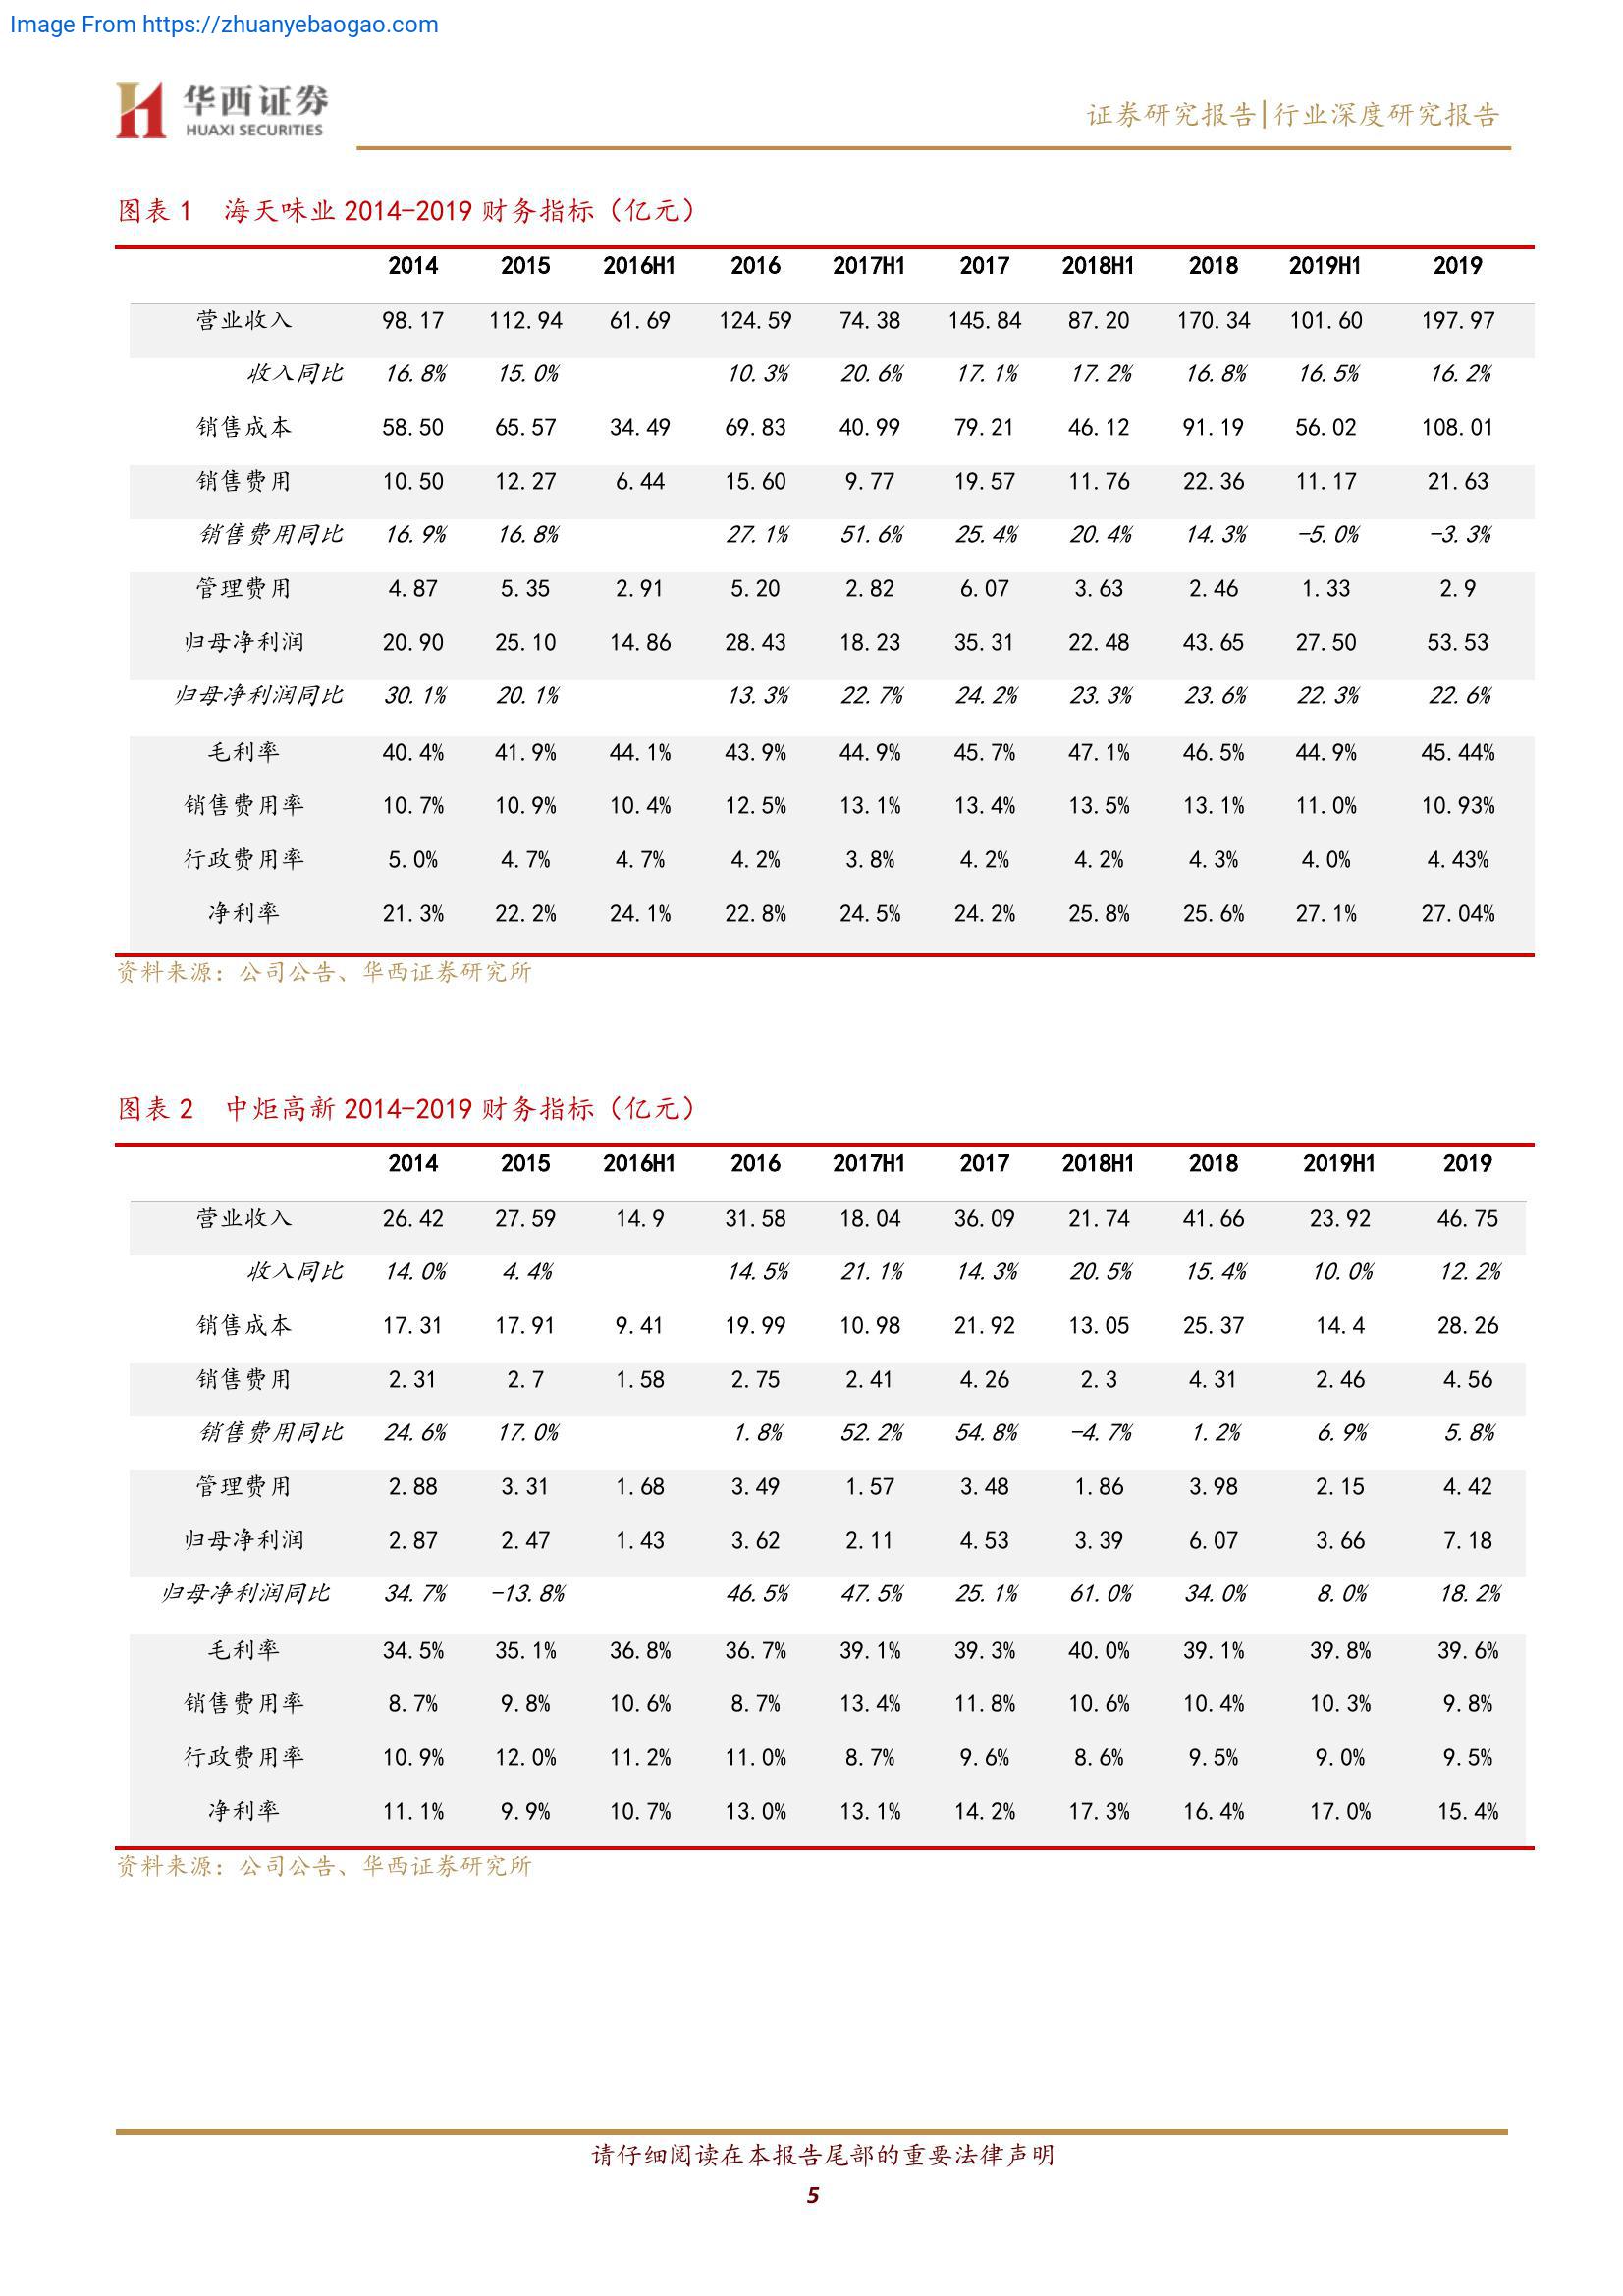 Image From https://zhuanyebaogao.com
华西证券
HUAXI SECURITIES
证券研究报告|行业深度研究报告
图表 1 海天味业 2014-2019 财务指标（亿元）
2014 2015 2016H1 2016 2017H1 2017 2018H1 2018 2019H1 2019
营业收入 98.17 112.94 61.69 124.59 74.38 145.84 87.20 170.34 101.60 197.97
收入同比 16.8% 15.0% 10.3% 20.6% 17.1% 17.2% 16.8% 16.5% 16.2%
销售成本 58.50 65.57 34.49 69.83 40.99 79.21 46.12 91.19 56.02 108.01
销售费用 10.50 12.27 6.44 15.60 9.77 19.57 11.76 22.36 11.17 21.63
销售费用同比 16.9% 16.8% 27.1% 51.6% 25.4% 20.4% 14.3% -5.0% -3.3%
管理费用 4.87 5.35 2.91 5.20 2.82 6.07 3.63 2.46 1.33 2.9
归母净利润 20.90 25.10 14.86 28.43 18.23 35.31 22.48 43.65 27.50 53.53
归母净利润同比 30.1% 20.1% 13.3% 22.7% 24.2% 23.3% 23.6% 22.3% 22.6%
毛利率 40.4% 41.9% 44.1% 43.9% 44.9% 45.7% 47.1% 46.5% 44.9% 45.44%
销售费用率 10.7% 10.9% 10.4% 12.5% 13.1% 13.4% 13.5% 13.1% 11.0% 10.93%
行政费用率 5.0% 4.7% 4.7% 4.2% 3.8% 4.2% 4.2% 4.3% 4.0% 4.43%
净利率 21.3% 22.2% 24.1% 22.8% 24.5% 24.2% 25.8% 25.6% 27.1% 27.04%
资料来源：公司公告、华西证券研究所
图表 2 中炬高新 2014-2019 财务指标（亿元）
2014 2015 2016H1 2016 2017H1 2017 2018H1 2018 2019H1 2019
营业收入 26.42 27.59 14.9 31.58 18.04 36.09 21.74 41.66 23.92 46.75
收入同比 14.0% 4.4% 14.5% 21.1% 14.3% 20.5% 15.4% 10.0% 12.2%
销售成本 17.31 17.91 9.41 19.99 10.98 21.92 13.05 25.37 14.4 28.26
销售费用 2.31 2.7 1.58 2.75 2.41 4.26 2.3 4.31 2.46 4.56
销售费用同比 24.6% 17.0% 1.8% 52.2% 54.8% -4.7% 1.2% 6.9% 5.8%
管理费用 2.88 3.31 1.68 3.49 1.57 3.48 1.86 3.98 2.15 4.42
归母净利润 2.87 2.47 1.43 3.62 2.11 4.53 3.39 6.07 3.66 7.18
归母净利润同比 34.7% -13.8% 46.5% 47.5% 25.1% 61.0% 34.0% 8.0% 18.2%
毛利率 34.5% 35.1% 36.8% 36.7% 39.1% 39.3% 40.0% 39.1% 39.8% 39.6%
销售费用率 8.7% 9.8% 10.6% 8.7% 13.4% 11.8% 10.6% 10.4% 10.3% 9.8%
行政费用率 10.9% 12.0% 11.2% 11.0% 8.7% 9.6% 8.6% 9.5% 9.0% 9.5%
净利率 11.1% 9.9% 10.7% 13.0% 13.1% 14.2% 17.3% 16.4% 17.0% 15.4%
资料来源：公司公告、华西证券研究所
请仔细阅读在本报告尾部的重要法律声明
5